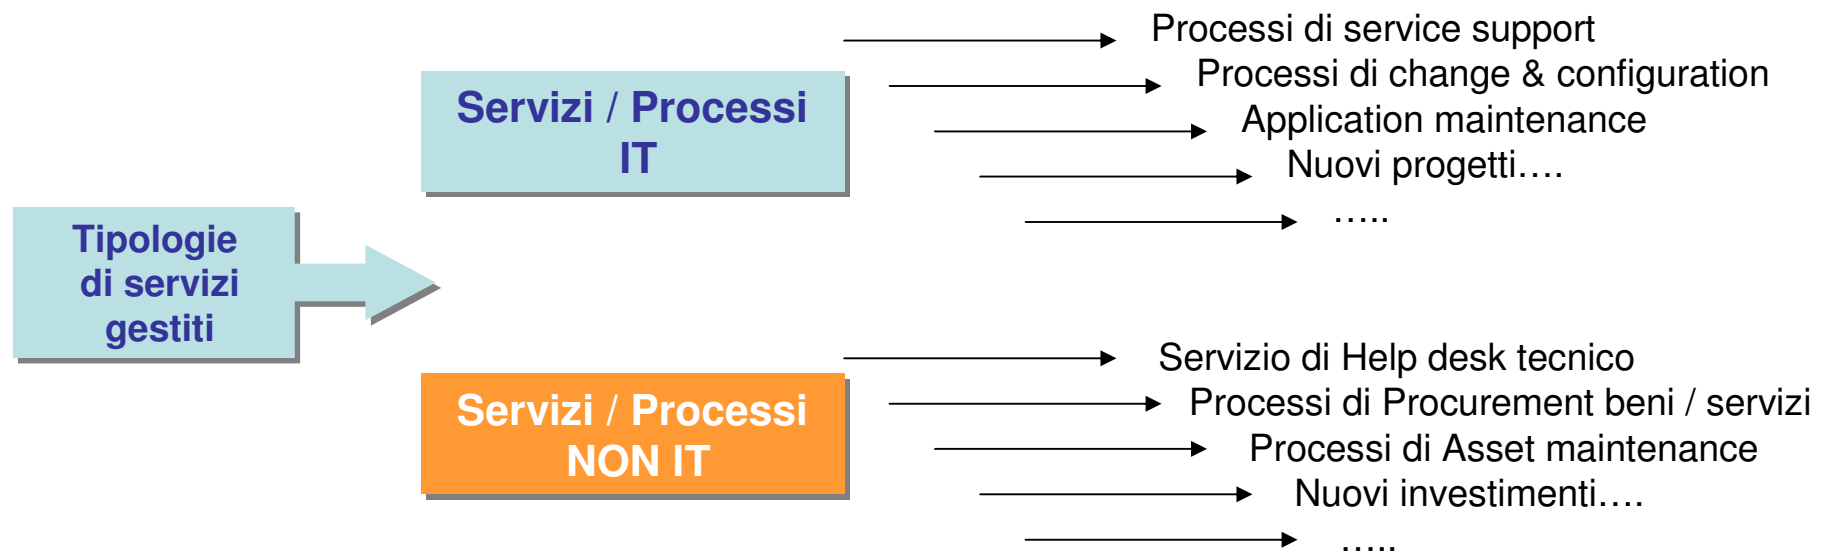 Tipologie
di servizi
gestiti
Servizi / Processi
IT
Processi di service support
Processi di change & configuration
Application maintenance
Nuovi progetti….
…..
Servizi / Processi
NON IT
Servizio di Help desk tecnico
Processi di Procurement beni / servizi
Processi di Asset maintenance
Nuovi investimenti….
…..